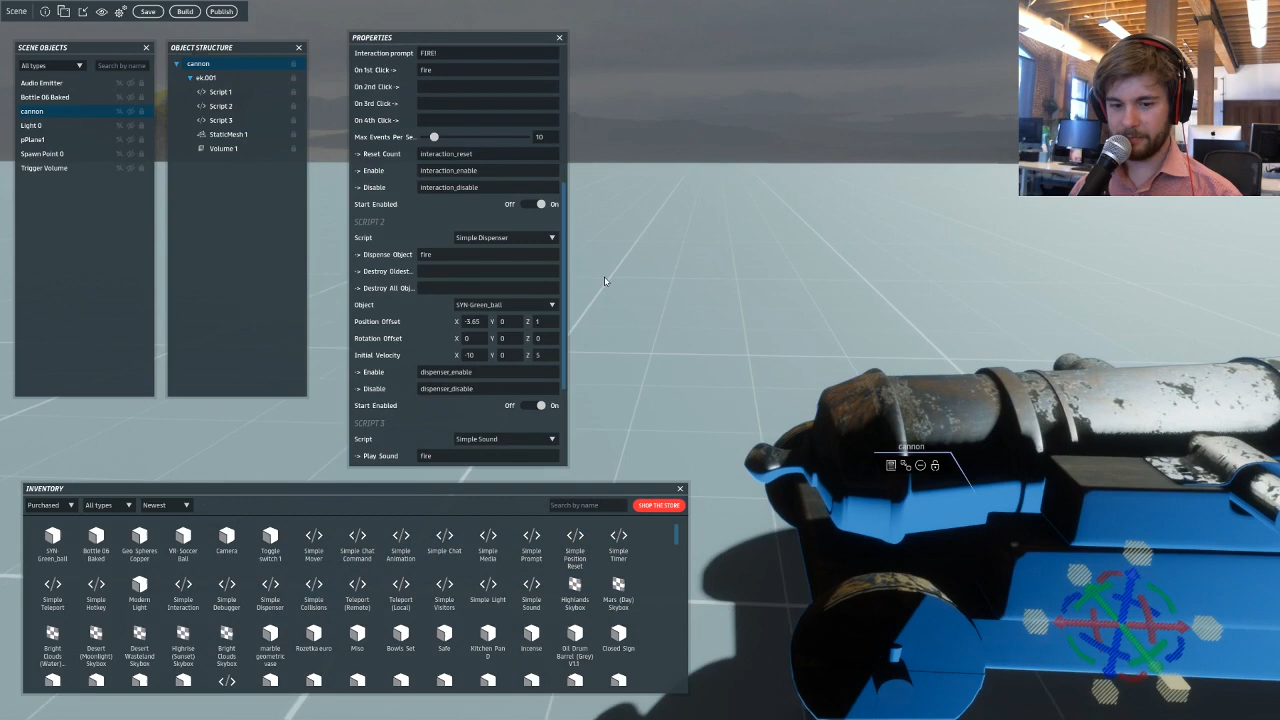 Scene Save Build Publish
SCENE OBJECTS
All types Search by name
Audio Emitter
Bottle 06 Baked
cannon
Light 0
pPlane1
Spawn Point 0
Trigger Volume
OBJECT STRUCTURE
cannon
ek.001
Script 1
Script 2
Script 3
StaticMesh 1
Volume 1
PROPERTIES
Interaction prompt FIRE!
On 1st Click -> fire
On 2nd Click ->
On 3rd Click ->
On 4th Click ->
Max Events Per Se... 10
-> Reset Count interaction_reset
-> Enable interaction_enable
-> Disable interaction_disable
Start Enabled Off On
SCRIPT 2
Script Simple Dispenser
-> Dispense Object fire
-> Destroy Oldest...
-> Destroy All Obj...
Object SYN-Green_ball
Position Offset X -3.65 Y 0 Z 1
Rotation Offset X 0 Y 0 Z 0
Initial Velocity X -10 Y 0 Z 5
-> Enable dispenser_enable
-> Disable dispenser_disable
Start Enabled Off On
SCRIPT 3
Script Simple Sound
-> Play Sound fire
cannon
INVENTORY
Purchased All types Newest Search by name SHOP THE STORE
SYN-Green_ball
Bottle 06 Baked
Geo Spheres Copper
VR- Soccer Ball
Camera
Toggle switch 1
Simple Mover
Simple Chat Command
Simple Animation
Simple Chat
Simple Media
Simple Prompt
Simple Position Reset
Simple Timer
Simple Teleport
Simple Hotkey
Modern Light
Simple Interaction
Simple Debugger
Simple Dispenser
Simple Collisions
Teleport (Remote)
Teleport (Local)
Simple Visitors
Simple Light
Simple Sound
Highlands Skybox
Mars (Day) Skybox
Bright Clouds (Water)...
Desert (Moonlight) Skybox
Desert Wasteland Skybox
Highrise (Sunset) Skybox
Bright Clouds Skybox
marble geometric vase
Rozetka euro
Miso
Bowls Set
Safe
Kitchen Pan D
Incense
Oil Drum Barrel (Grey) V1.1
Closed Sign